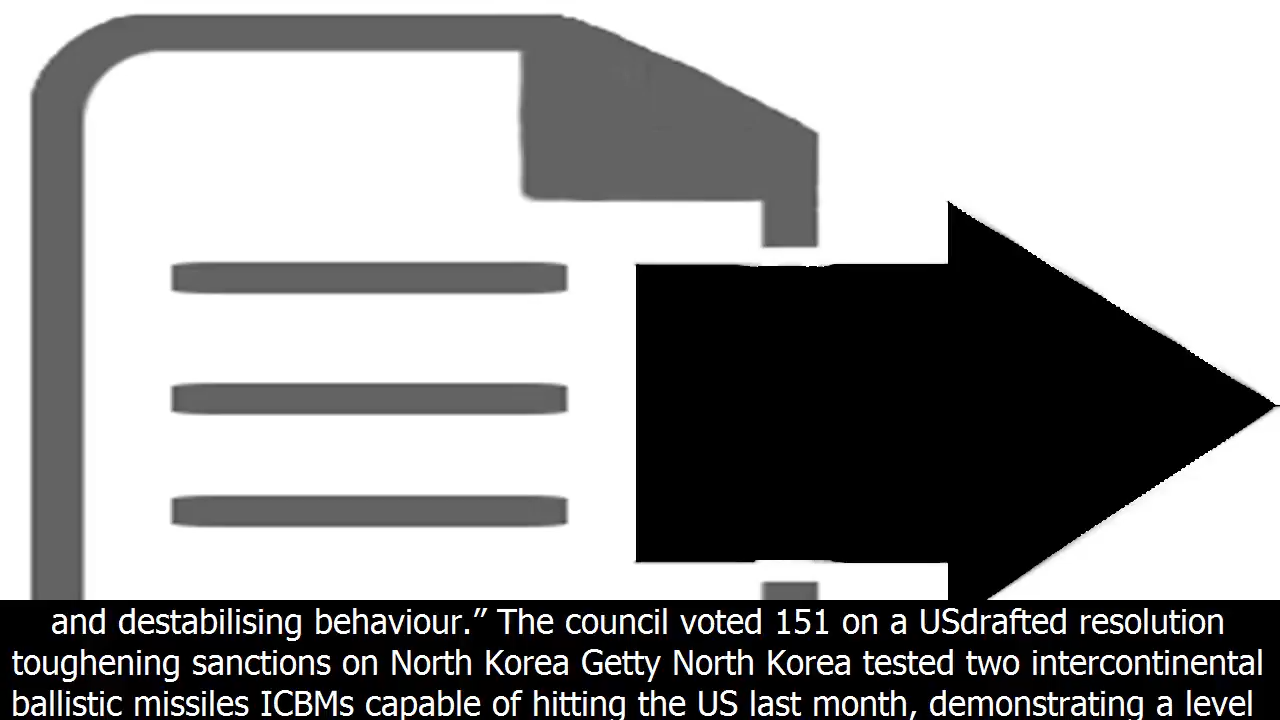 and destabilising behaviour.” The council voted 151 on a USdrafted resolution
toughening sanctions on North Korea Getty North Korea tested two intercontinental
ballistic missiles ICBMs capable of hitting the US last month, demonstrating a level